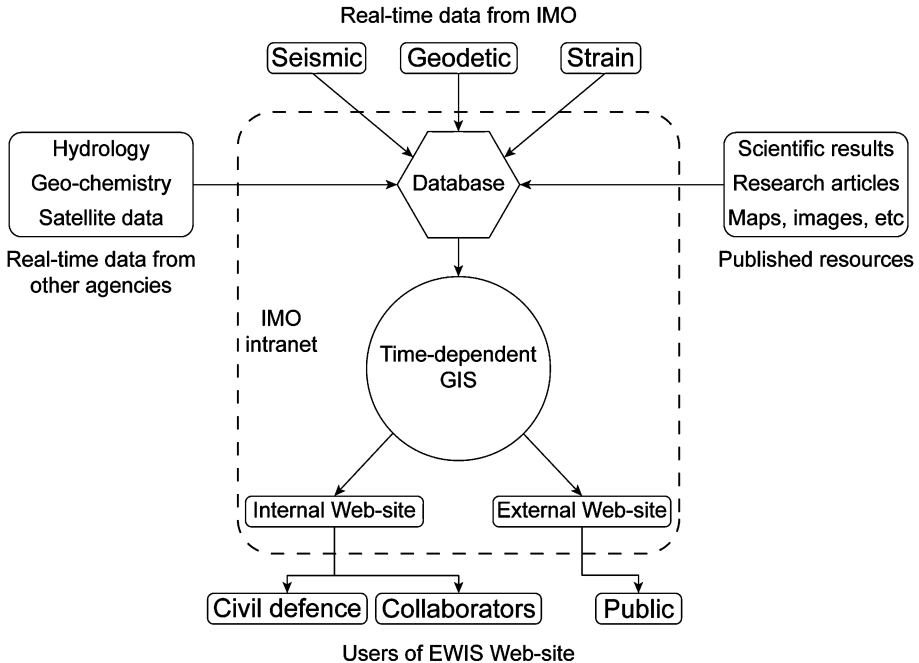 Real-time data from IMO
Seismic
Geodetic
Strain
Hydrology
Geo-chemistry
Satellite data
Real-time data from
other agencies
Database
Scientific results
Research articles
Maps, images, etc
Published resources
IMO
intranet
Time-dependent
GIS
Internal Web-site
External Web-site
Civil defence
Collaborators
Public
Users of EWIS Web-site